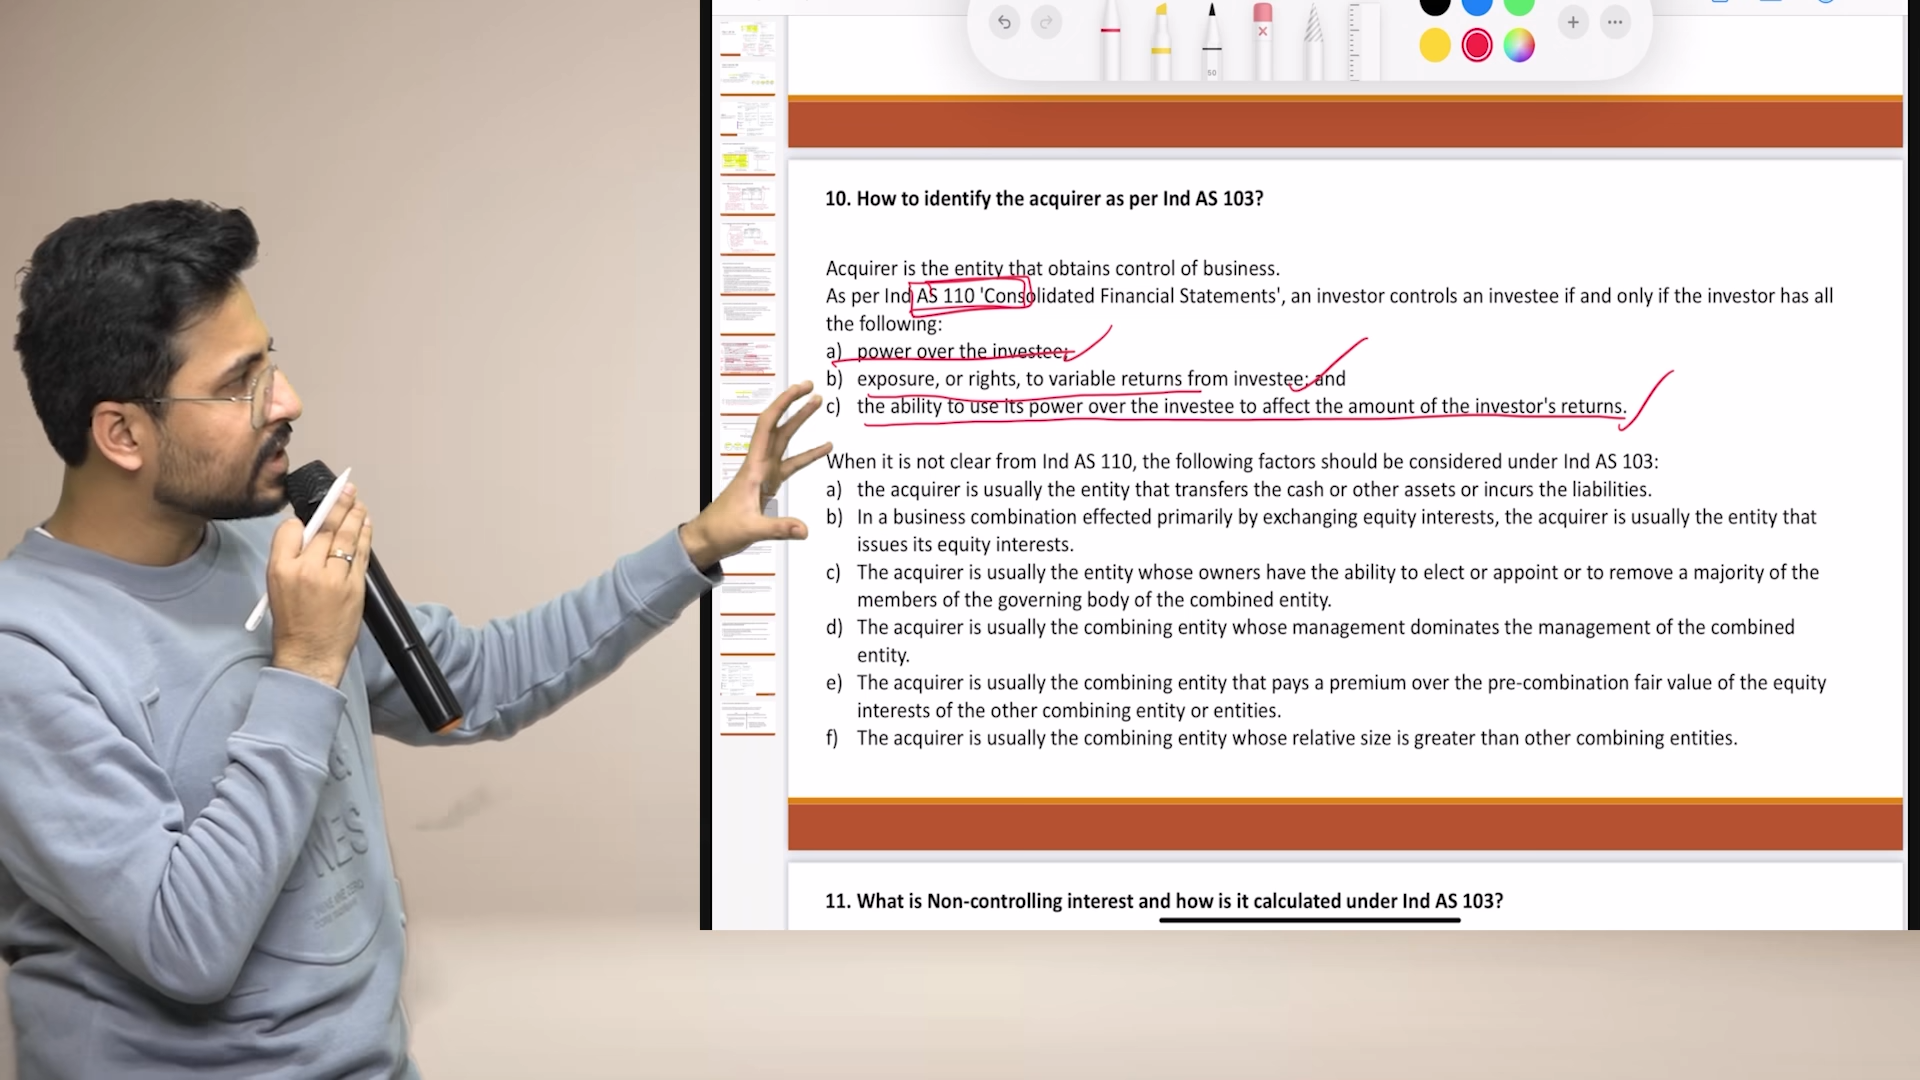 50
10. How to identify the acquirer as per Ind AS 103?
Acquirer is the entity that obtains control of business.
As per Ind AS 110 'Consolidated Financial Statements', an investor controls an investee if and only if the investor has all
the following:
a) power over the investee;
b) exposure, or rights, to variable returns from investee; and
c) the ability to use its power over the investee to affect the amount of the investor's returns.
When it is not clear from Ind AS 110, the following factors should be considered under Ind AS 103:
a) the acquirer is usually the entity that transfers the cash or other assets or incurs the liabilities.
b) In a business combination effected primarily by exchanging equity interests, the acquirer is usually the entity that
issues its equity interests.
c) The acquirer is usually the entity whose owners have the ability to elect or appoint or to remove a majority of the
members of the governing body of the combined entity.
d) The acquirer is usually the combining entity whose management dominates the management of the combined
entity.
e) The acquirer is usually the combining entity that pays a premium over the pre-combination fair value of the equity
interests of the other combining entity or entities.
f) The acquirer is usually the combining entity whose relative size is greater than other combining entities.
11. What is Non-controlling interest and how is it calculated under Ind AS 103?